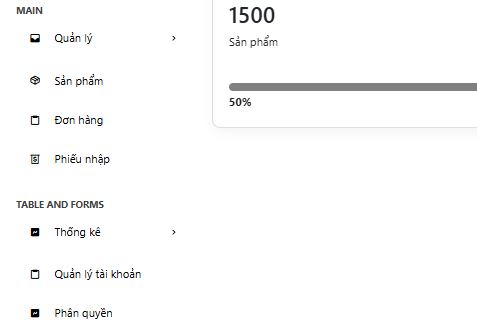 MAIN
Quản lý
Sản phẩm
Đơn hàng
Phiếu nhập
TABLE AND FORMS
Thống kê
Quản lý tài khoản
Phân quyền
1500
Sản phẩm
50%